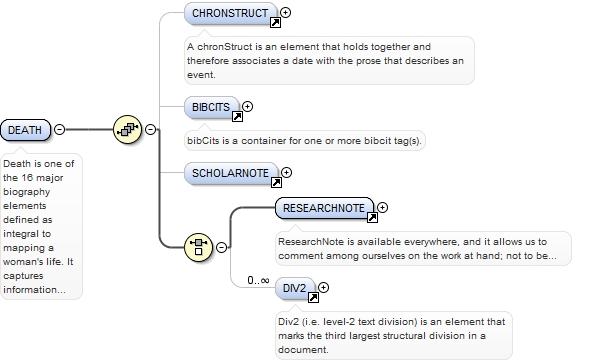 CHRONSTRUCT
A chronStruct is an element that holds together and
therefore associates a date with the prose that describes an
event.
BIBCITS
bibCits is a container for one or more bibcit tag(s).
DEATH
Death is one of
the 16 major
biography
elements
defined as
integral to
mapping a
woman's life. It
captures
information...
SCHOLARNOTE
RESEARCHNOTE
ResearchNote is available everywhere, and it allows us to
comment among ourselves on the work at hand; not to be...
0..∞
DIV2
Div2 (i.e. level-2 text division) is an element that
marks the third largest structural division in a
document.